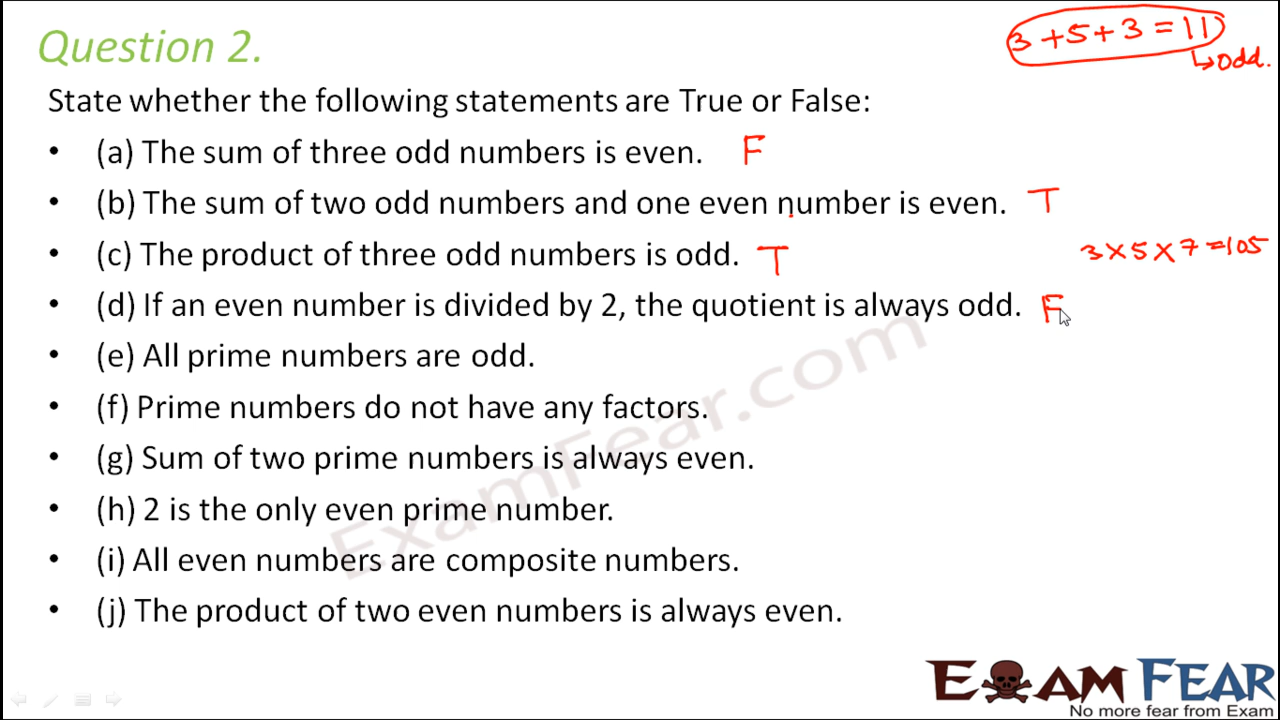 Question 2.
3 + 5 + 3 = 11
↳ Odd.
State whether the following statements are True or False:
• (a) The sum of three odd numbers is even. F
• (b) The sum of two odd numbers and one even number is even. T
• (c) The product of three odd numbers is odd. T
3 × 5 × 7 = 105
• (d) If an even number is divided by 2, the quotient is always odd. F
• (e) All prime numbers are odd.
• (f) Prime numbers do not have any factors.
• (g) Sum of two prime numbers is always even.
• (h) 2 is the only even prime number.
• (i) All even numbers are composite numbers.
• (j) The product of two even numbers is always even.
ExamFear.com
EXAM FEAR
No more fear from Exam